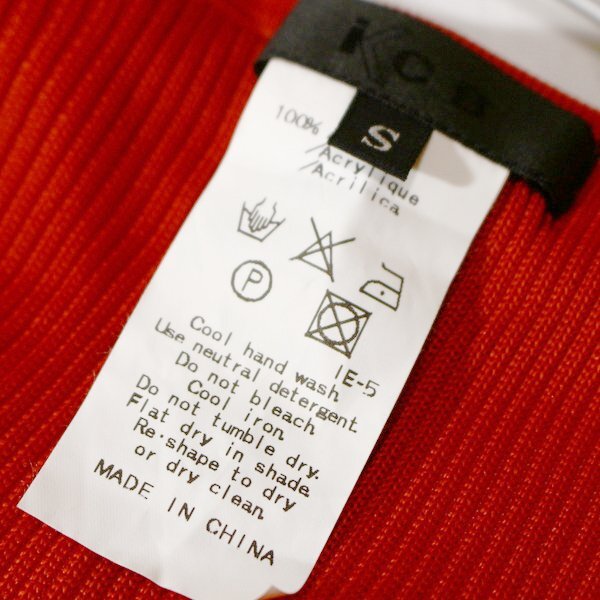 S
100%
/Acrylique
/Acrilica
P
IE-5
Cool hand wash
Use neutral detergent.
Do not bleach
Cool iron
Do not tumble dry.
Flat dry in shade
Re-shape to dry
or dry clean
MADE IN CHINA